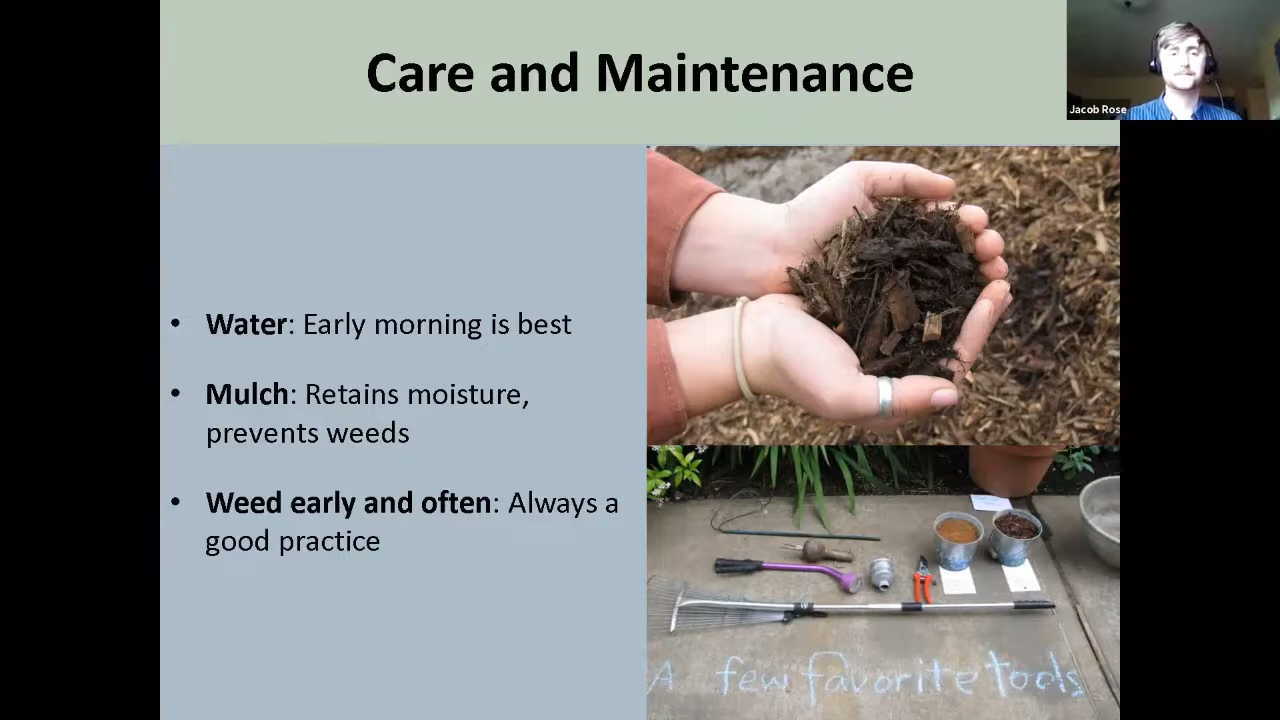 Care and Maintenance
Jacob Rose
• Water: Early morning is best
• Mulch: Retains moisture,
prevents weeds
• Weed early and often: Always a
good practice
A few favorite tools